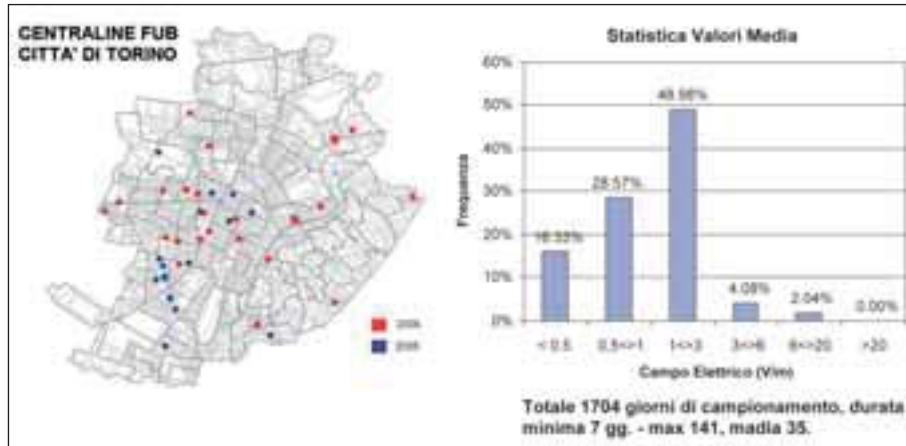 CENTRALINE FUB
CITTA' DI TORINO
Statistica Valori Media
60%
50%
40%
30%
20%
10%
0%
Frequenza
28.57%
4.08%
2.04%
0.00%
< 0.5
0,5<=>1
1<=>3
3<=>6
6<=>20
>20
Campo Elettrico (V/m)
Totale 1704 giorni di campionamento, durata
minima 7 gg. - max 141, madia 35.